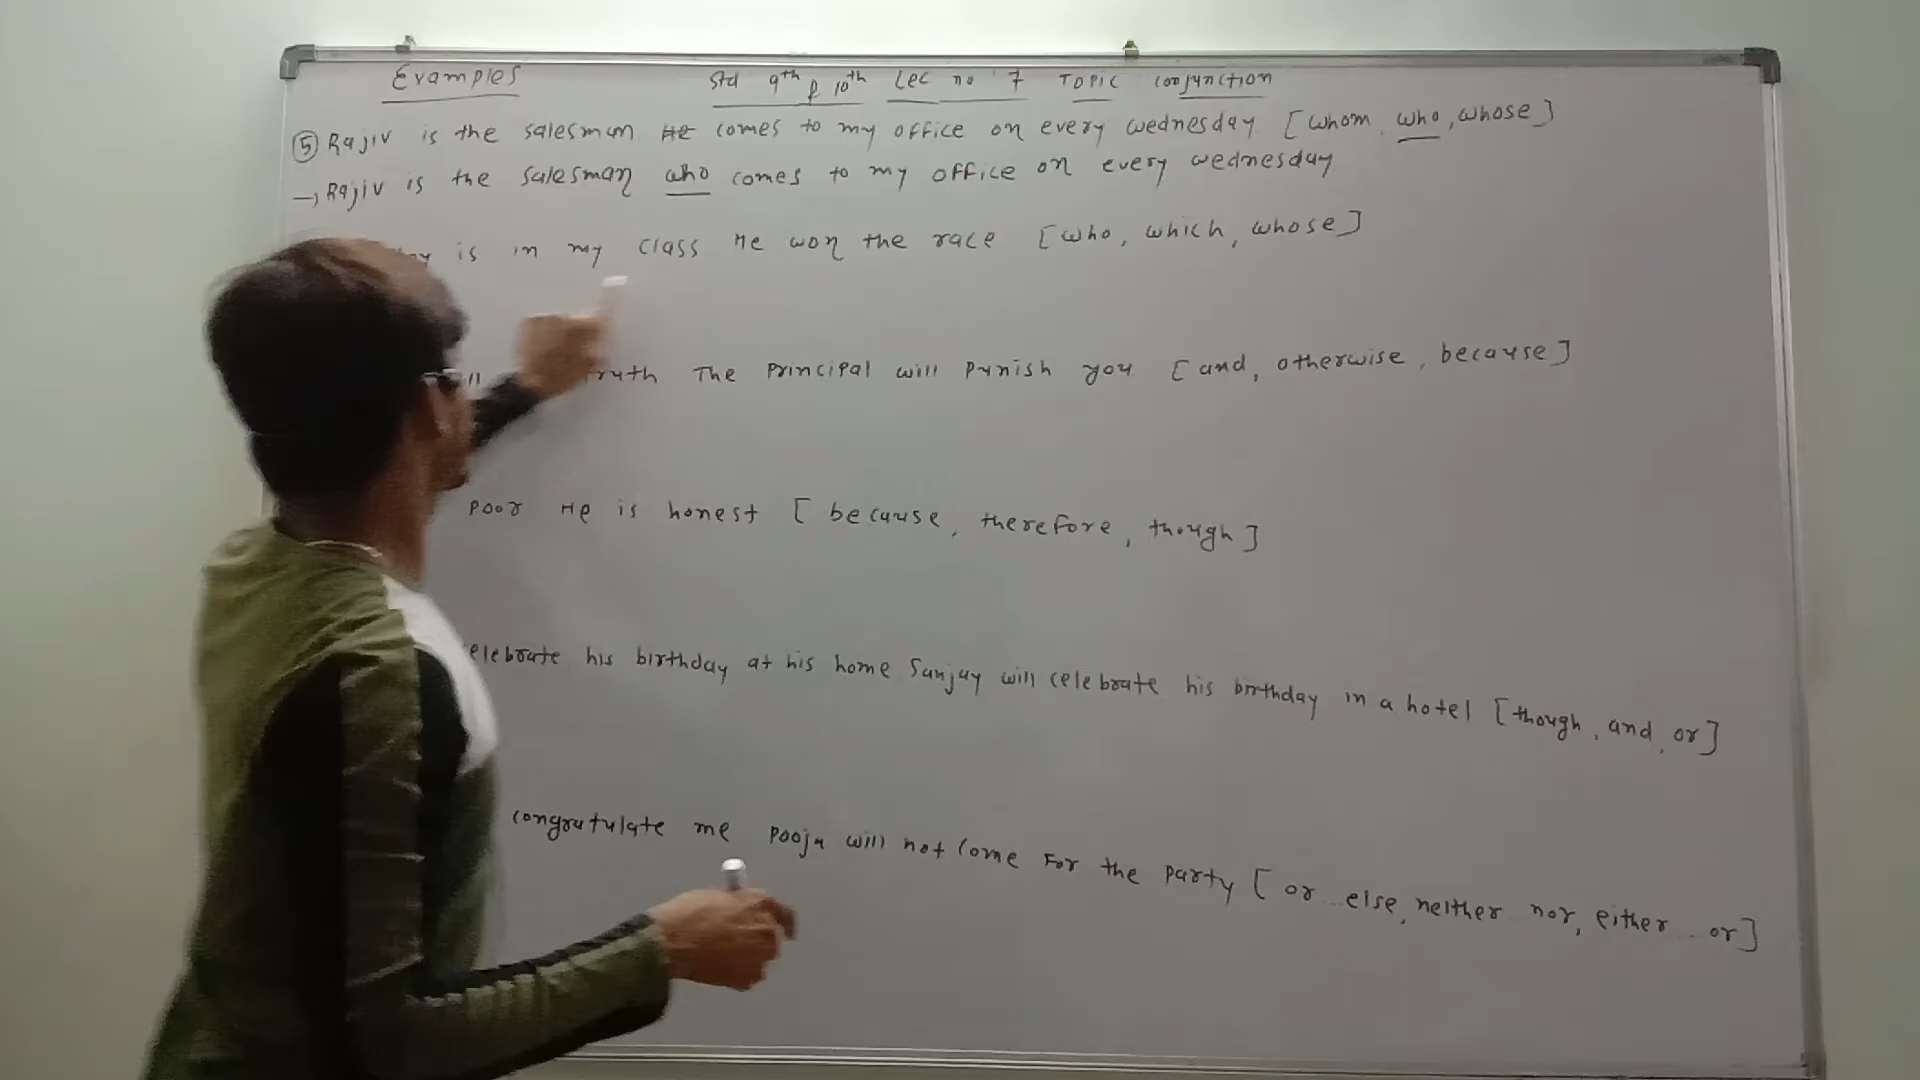 Examples Std 9th & 10th Lec no 7 Topic conjunction
⑤ Rajiv is the salesman He comes to my office on every wednesday [whom, who, whose]
→ Rajiv is the salesman who comes to my office on every wednesday
is in my class He won the race [who, which, whose]
truth The principal will punish you [and, otherwise, because]
poor He is honest [because, therefore, though]
celebrate his birthday at his home Sanjay will celebrate his birthday in a hotel [though, and, or]
congratulate me Pooja will not come for the party [or else, neither nor, either .. or]